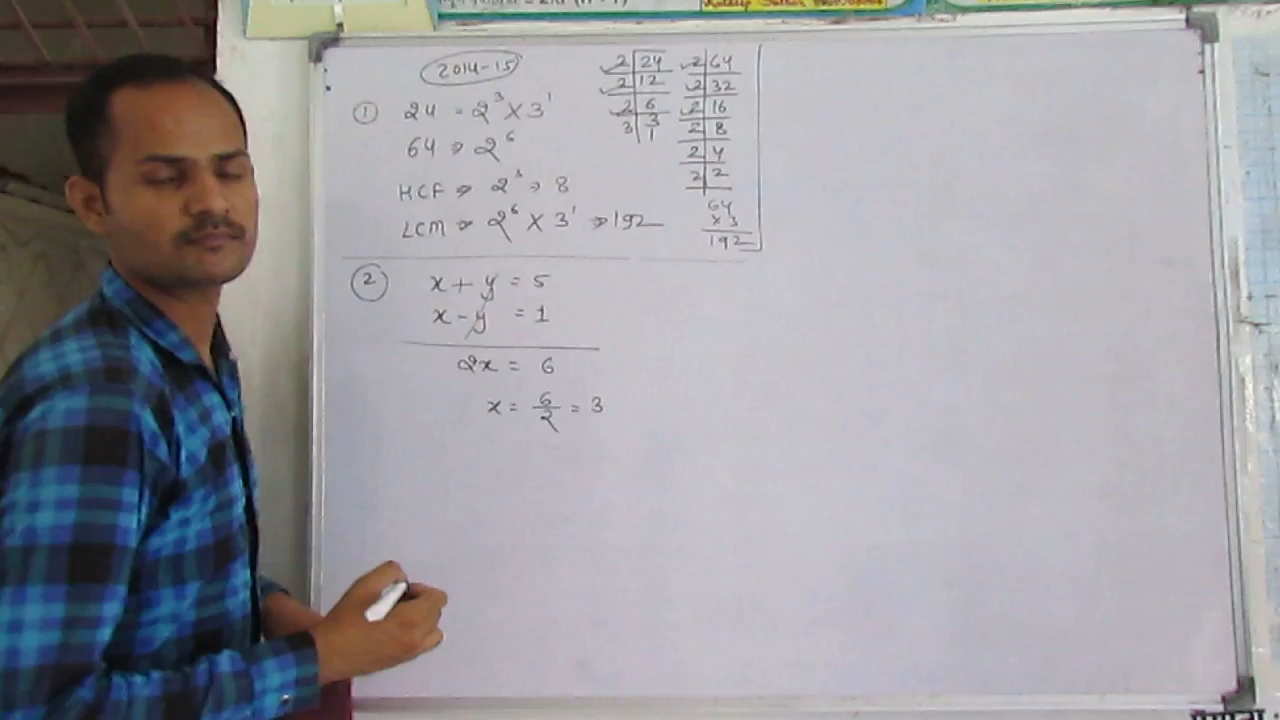 2014-15
① 24 = 2³ × 3¹
64 ⇒ 2⁶
HCF ⇒ 2³ ⇒ 8
LCM ⇒ 2⁶ × 3¹ ⇒ 192
2 | 24
2 | 12
2 | 6
3 | 3
1
2 | 64
2 | 32
2 | 16
2 | 8
2 | 4
2 | 2
64
× 3
192
② x + y = 5
x - y = 1
2x = 6
x = 6/2 = 3